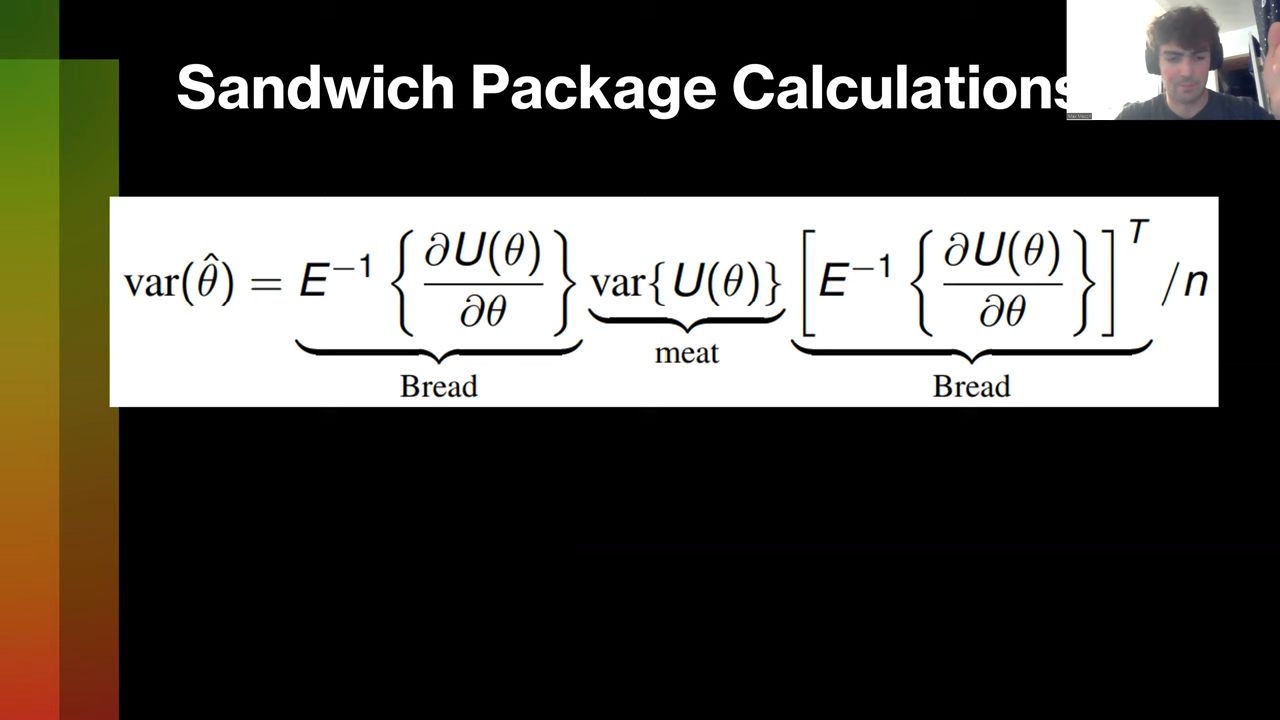 Sandwich Package Calculations
var(θ̂) = E⁻¹ { ∂U(θ) / ∂θ } var{U(θ)} [ E⁻¹ { ∂U(θ) / ∂θ } ]ᵀ /n
meat
Bread Bread